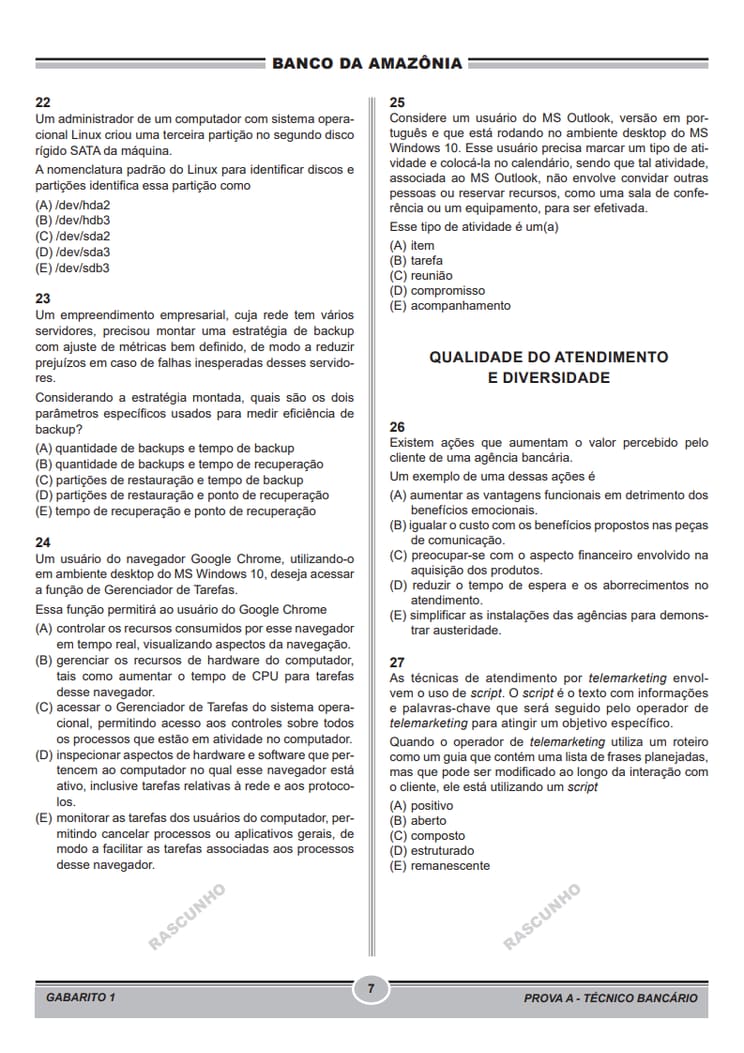 BANCO DA AMAZÔNIA
22
Um administrador de um computador com sistema opera-
cional Linux criou uma terceira partição no segundo disco
rígido SATA da máquina.
A nomenclatura padrão do Linux para identificar discos e
partições identifica essa partição como
(A) /dev/hda2
(B) /dev/hdb3
(C) /dev/sda2
(D) /dev/sda3
(E) /dev/sdb3
23
Um empreendimento empresarial, cuja rede tem vários
servidores, precisou montar uma estratégia de backup
com ajuste de métricas bem definido, de modo a reduzir
prejuízos em caso de falhas inesperadas desses servido-
res.
Considerando a estratégia montada, quais são os dois
parâmetros específicos usados para medir eficiência de
backup?
(A) quantidade de backups e tempo de backup
(B) quantidade de backups e tempo de recuperação
(C) partições de restauração e tempo de backup
(D) partições de restauração e ponto de recuperação
(E) tempo de recuperação e ponto de recuperação
24
Um usuário do navegador Google Chrome, utilizando-o
em ambiente desktop do MS Windows 10, deseja acessar
a função de Gerenciador de Tarefas.
Essa função permitirá ao usuário do Google Chrome
(A) controlar os recursos consumidos por esse navegador
em tempo real, visualizando aspectos da navegação.
(B) gerenciar os recursos de hardware do computador,
tais como aumentar o tempo de CPU para tarefas
desse navegador.
(C) acessar o Gerenciador de Tarefas do sistema opera-
cional, permitindo acesso aos controles sobre todos
os processos que estão em atividade no computador.
(D) inspecionar aspectos de hardware e software que per-
tencem ao computador no qual esse navegador está
ativo, inclusive tarefas relativas à rede e aos protoco-
los.
(E) monitorar as tarefas dos usuários do computador, per-
mitindo cancelar processos ou aplicativos gerais, de
modo a facilitar as tarefas associadas aos processos
desse navegador.
RASCUNHO
25
Considere um usuário do MS Outlook, versão em por-
tuguês e que está rodando no ambiente desktop do MS
Windows 10. Esse usuário precisa marcar um tipo de ati-
vidade e colocá-la no calendário, sendo que tal atividade,
associada ao MS Outlook, não envolve convidar outras
pessoas ou reservar recursos, como uma sala de confe-
rência ou um equipamento, para ser efetivada.
Esse tipo de atividade é um(a)
(A) item
(B) tarefa
(C) reunião
(D) compromisso
(E) acompanhamento
QUALIDADE DO ATENDIMENTO
E DIVERSIDADE
26
Existem ações que aumentam o valor percebido pelo
cliente de uma agência bancária.
Um exemplo de uma dessas ações é
(A) aumentar as vantagens funcionais em detrimento dos
benefícios emocionais.
(B) igualar o custo com os benefícios propostos nas peças
de comunicação.
(C) preocupar-se com o aspecto financeiro envolvido na
aquisição dos produtos.
(D) reduzir o tempo de espera e os aborrecimentos no
atendimento.
(E) simplificar as instalações das agências para demons-
trar austeridade.
27
As técnicas de atendimento por telemarketing envol-
vem o uso de script. O script é o texto com informações
e palavras-chave que será seguido pelo operador de
telemarketing para atingir um objetivo específico.
Quando o operador de telemarketing utiliza um roteiro
como um guia que contém uma lista de frases planejadas,
mas que pode ser modificado ao longo da interação com
o cliente, ele está utilizando um script
(A) positivo
(B) aberto
(C) composto
(D) estruturado
(E) remanescente
RASCUNHO
GABARITO 1
7
PROVA A - TÉCNICO BANCÁRIO